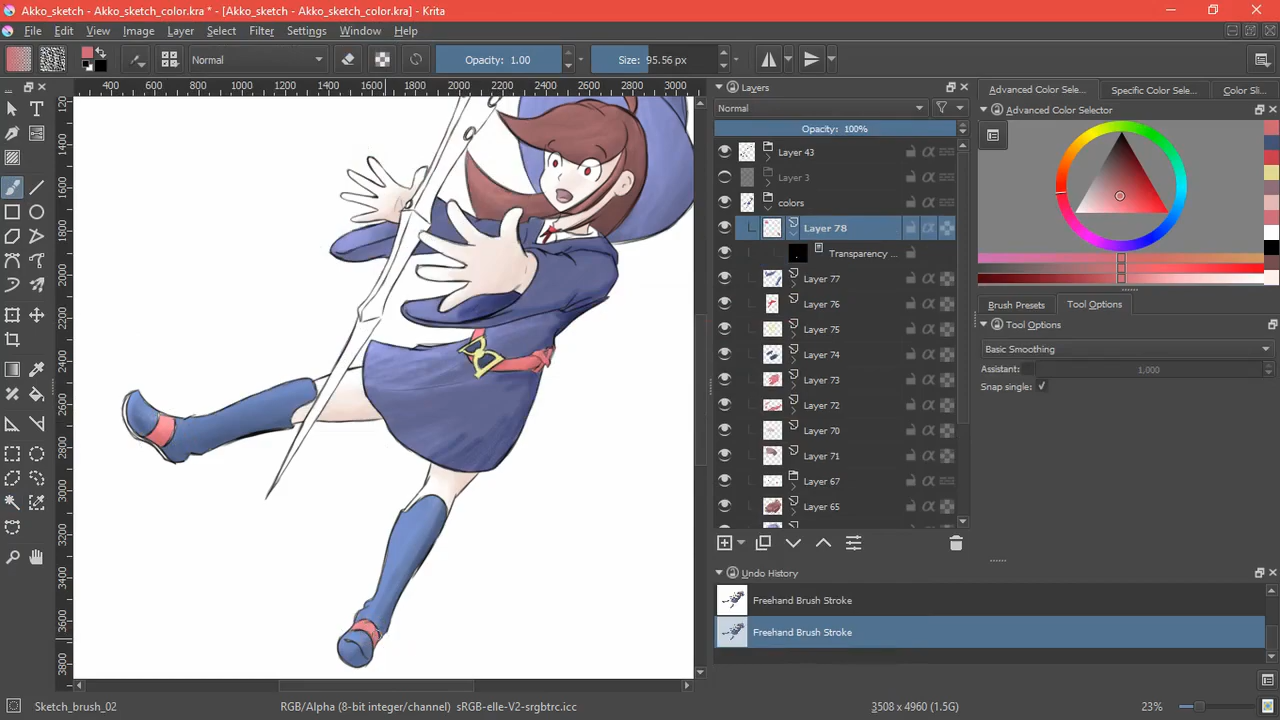 Akko_sketch - Akko_sketch_color.kra * - [Akko_sketch - Akko_sketch_color.kra] - Krita
File Edit View Image Layer Select Filter Settings Window Help
Normal Opacity: 1.00 Size: 95.56 px
400 600 800 1000 1200 1400 1600 1800 2000 2200 2400 2600 2800 3000
Layers
Normal
Opacity: 100%
Layer 43
Layer 3
colors
Layer 78
Transparency ...
Layer 77
Layer 76
Layer 75
Layer 74
Layer 73
Layer 72
Layer 70
Layer 71
Layer 67
Layer 65
Advanced Color Sele... Specific Color Sele... Color Sli...
Advanced Color Selector
Brush Presets Tool Options
Tool Options
Basic Smoothing
Assistant: 1,000
Snap single:
Undo History
Freehand Brush Stroke
Freehand Brush Stroke
1400
1600
1800
2000
2200
2400
2600
2800
3000
3200
3400
3600
3800
Sketch_brush_02 RGB/Alpha (8-bit integer/channel) sRGB-elle-V2-srgbtrc.icc 3508 x 4960 (1.5G) 23%